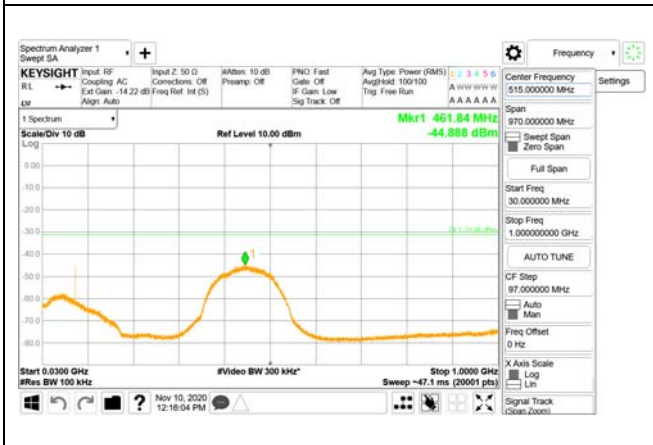 Spectrum Analyzer 1
Swept SA
+
Frequency
KEYSIGHT
RL
Input: RF
Coupling: AC
Ext Gain: -14.22 dB
Align: Auto
Input Z: 50 Ω
Corrections: Off
Freq Ref: Int (S)
#Atten: 10 dB
Preamp: Off
PNO: Fast
Gate: Off
IF Gain: Low
Sig Track: Off
Avg Type: Power (RMS)
Avg|Hold: 100/100
Trig: Free Run
1 2 3 4 5 6
A W W W W W
A A A A A A
1 Spectrum
Scale/Div 10 dB
Log
Ref Level 10.00 dBm
Mkr1 461.84 MHz
-44.888 dBm
0.00
-10.0
-20.0
-30.0
-40.0
-50.0
-60.0
-70.0
-80.0
1
Start 0.0300 GHz
#Res BW 100 kHz
#Video BW 300 kHz*
Stop 1.0000 GHz
Sweep ~47.1 ms (20001 pts)
Nov 10, 2020
12:16:04 PM
?
Center Frequency
515.000000 MHz
Settings
Span
970.000000 MHz
Swept Span
Zero Span
Full Span
Start Freq
30.000000 MHz
Stop Freq
1.000000000 GHz
AUTO TUNE
CF Step
97.000000 MHz
Auto
Man
Freq Offset
0 Hz
X Axis Scale
Log
Lin
Signal Track
(Span Zoom)